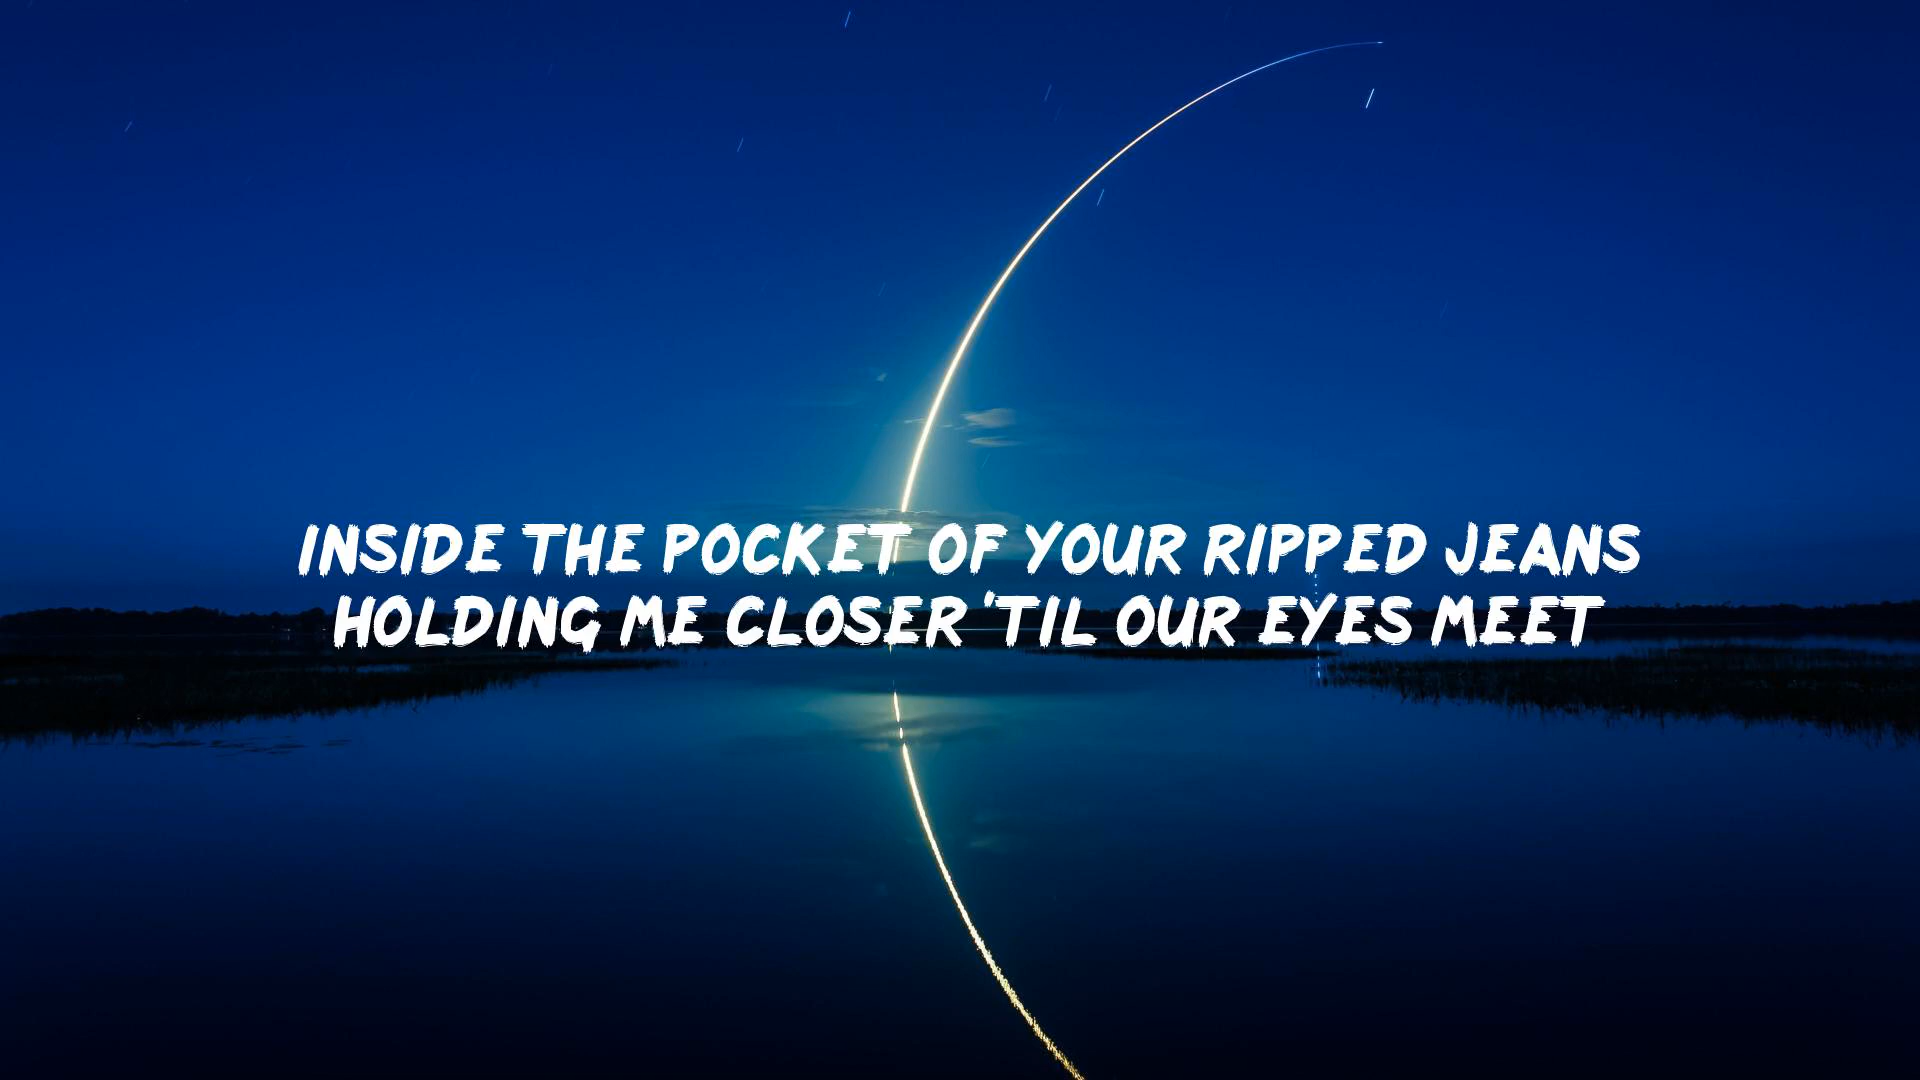 INSIDE THE POCKET OF YOUR RIPPED JEANS
HOLDING ME CLOSER 'TIL OUR EYES MEET